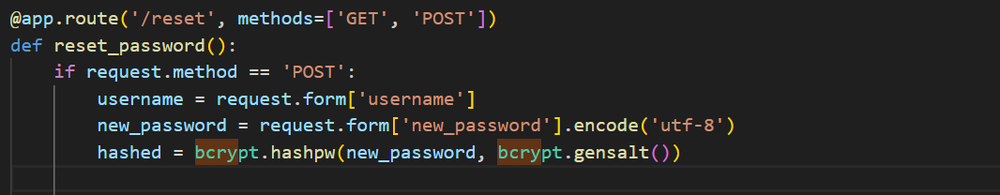 @app.route('/reset', methods=['GET', 'POST'])
def reset_password():
    if request.method == 'POST':
        username = request.form['username']
        new_password = request.form['new_password'].encode('utf-8')
        hashed = bcrypt.hashpw(new_password, bcrypt.gensalt())